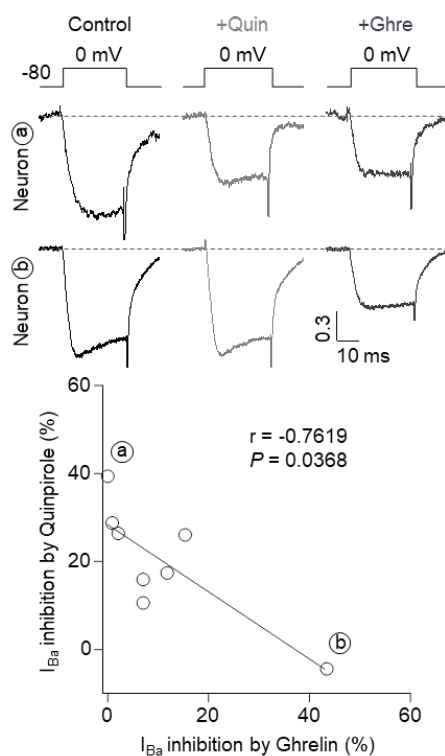 Control +Quin +Ghre
0 mV 0 mV 0 mV
-80
Neuron a
Neuron b
0.3
10 ms
60
40
20
0
I_Ba inhibition by Quinpirole (%)
a
r = -0.7619
P = 0.0368
b
0 20 40 60
I_Ba inhibition by Ghrelin (%)